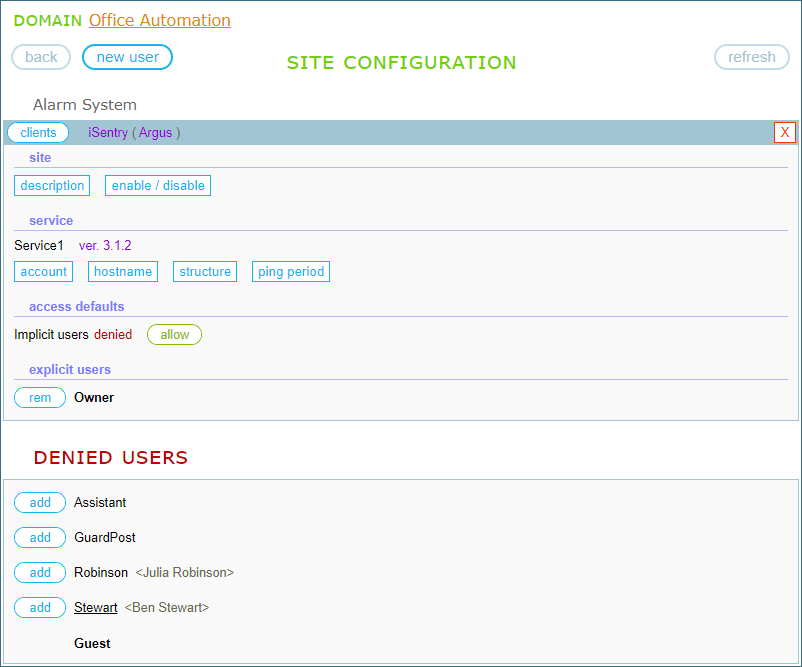 DOMAIN Office Automation
back new user SITE CONFIGURATION refresh
Alarm System
clients iSentry ( Argus ) X
site
description enable / disable
service
Service1 ver. 3.1.2
account hostname structure ping period
access defaults
Implicit users denied allow
explicit users
rem Owner
DENIED USERS
add Assistant
add GuardPost
add Robinson <Julia Robinson>
add Stewart <Ben Stewart>
Guest